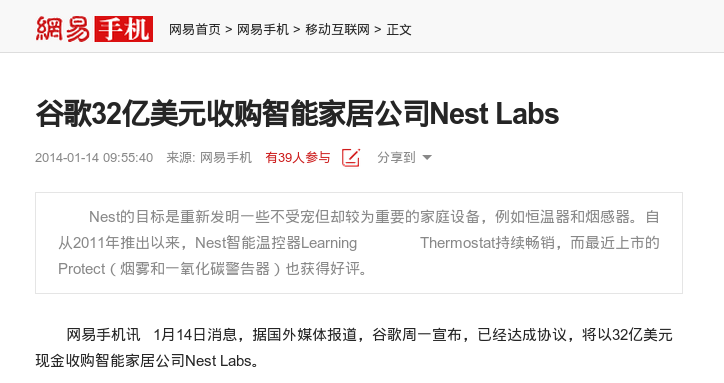 網易手机 网易首页 > 网易手机 > 移动互联网 > 正文
谷歌32亿美元收购智能家居公司Nest Labs
2014-01-14 09:55:40 来源: 网易手机 有39人参与 分享到
Nest的目标是重新发明一些不受宠但却较为重要的家庭设备，例如恒温器和烟感器。自
从2011年推出以来，Nest智能温控器Learning Thermostat持续畅销，而最近上市的
Protect（烟雾和一氧化碳警告器）也获得好评。
网易手机讯 1月14日消息，据国外媒体报道，谷歌周一宣布，已经达成协议，将以32亿美元
现金收购智能家居公司Nest Labs。